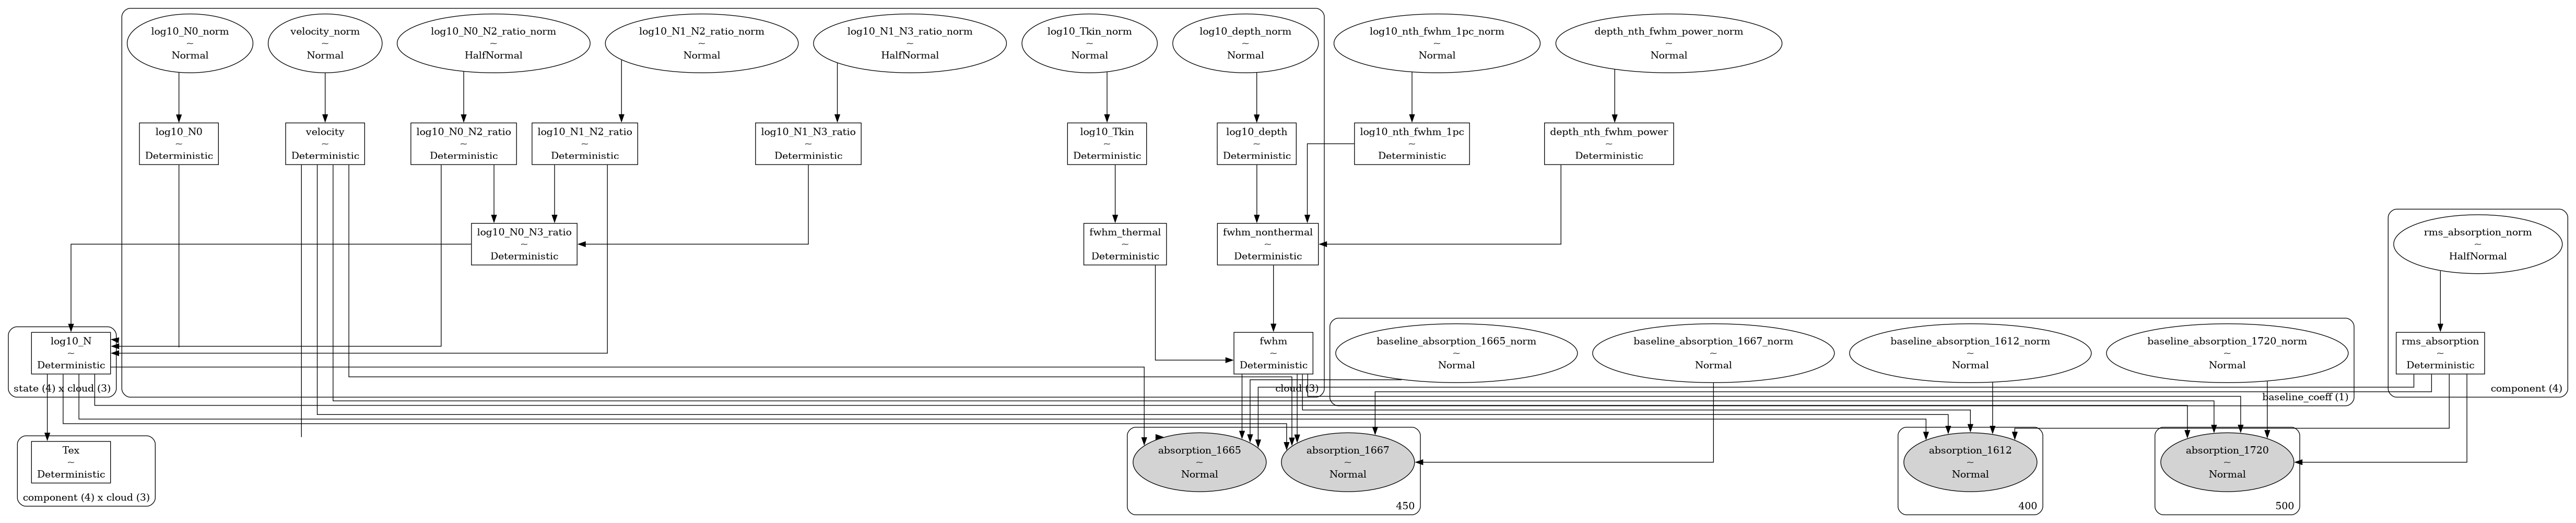 log10_N0_norm
~
Normal
velocity_norm
~
Normal
log10_N0_N2_ratio_norm
~
HalfNormal
log10_N1_N2_ratio_norm
~
Normal
log10_N1_N3_ratio_norm
~
HalfNormal
log10_Tkin_norm
~
Normal
log10_depth_norm
~
Normal
log10_nth_fwhm_1pc_norm
~
Normal
depth_nth_fwhm_power_norm
~
Normal
log10_N0
~
Deterministic
velocity
~
Deterministic
log10_N0_N2_ratio
~
Deterministic
log10_N1_N2_ratio
~
Deterministic
log10_N1_N3_ratio
~
Deterministic
log10_Tkin
~
Deterministic
log10_depth
~
Deterministic
log10_nth_fwhm_1pc
~
Deterministic
depth_nth_fwhm_power
~
Deterministic
log10_N0_N3_ratio
~
Deterministic
fwhm_thermal
~
Deterministic
fwhm_nonthermal
~
Deterministic
rms_absorption_norm
~
HalfNormal
log10_N
~
Deterministic
state (4) x cloud (3)
fwhm
~
Deterministic
cloud (3)
baseline_absorption_1665_norm
~
Normal
baseline_absorption_1667_norm
~
Normal
baseline_absorption_1612_norm
~
Normal
baseline_absorption_1720_norm
~
Normal
baseline_coeff (1)
rms_absorption
~
Deterministic
component (4)
Tex
~
Deterministic
component (4) x cloud (3)
absorption_1665
~
Normal
absorption_1667
~
Normal
450
absorption_1612
~
Normal
400
absorption_1720
~
Normal
500